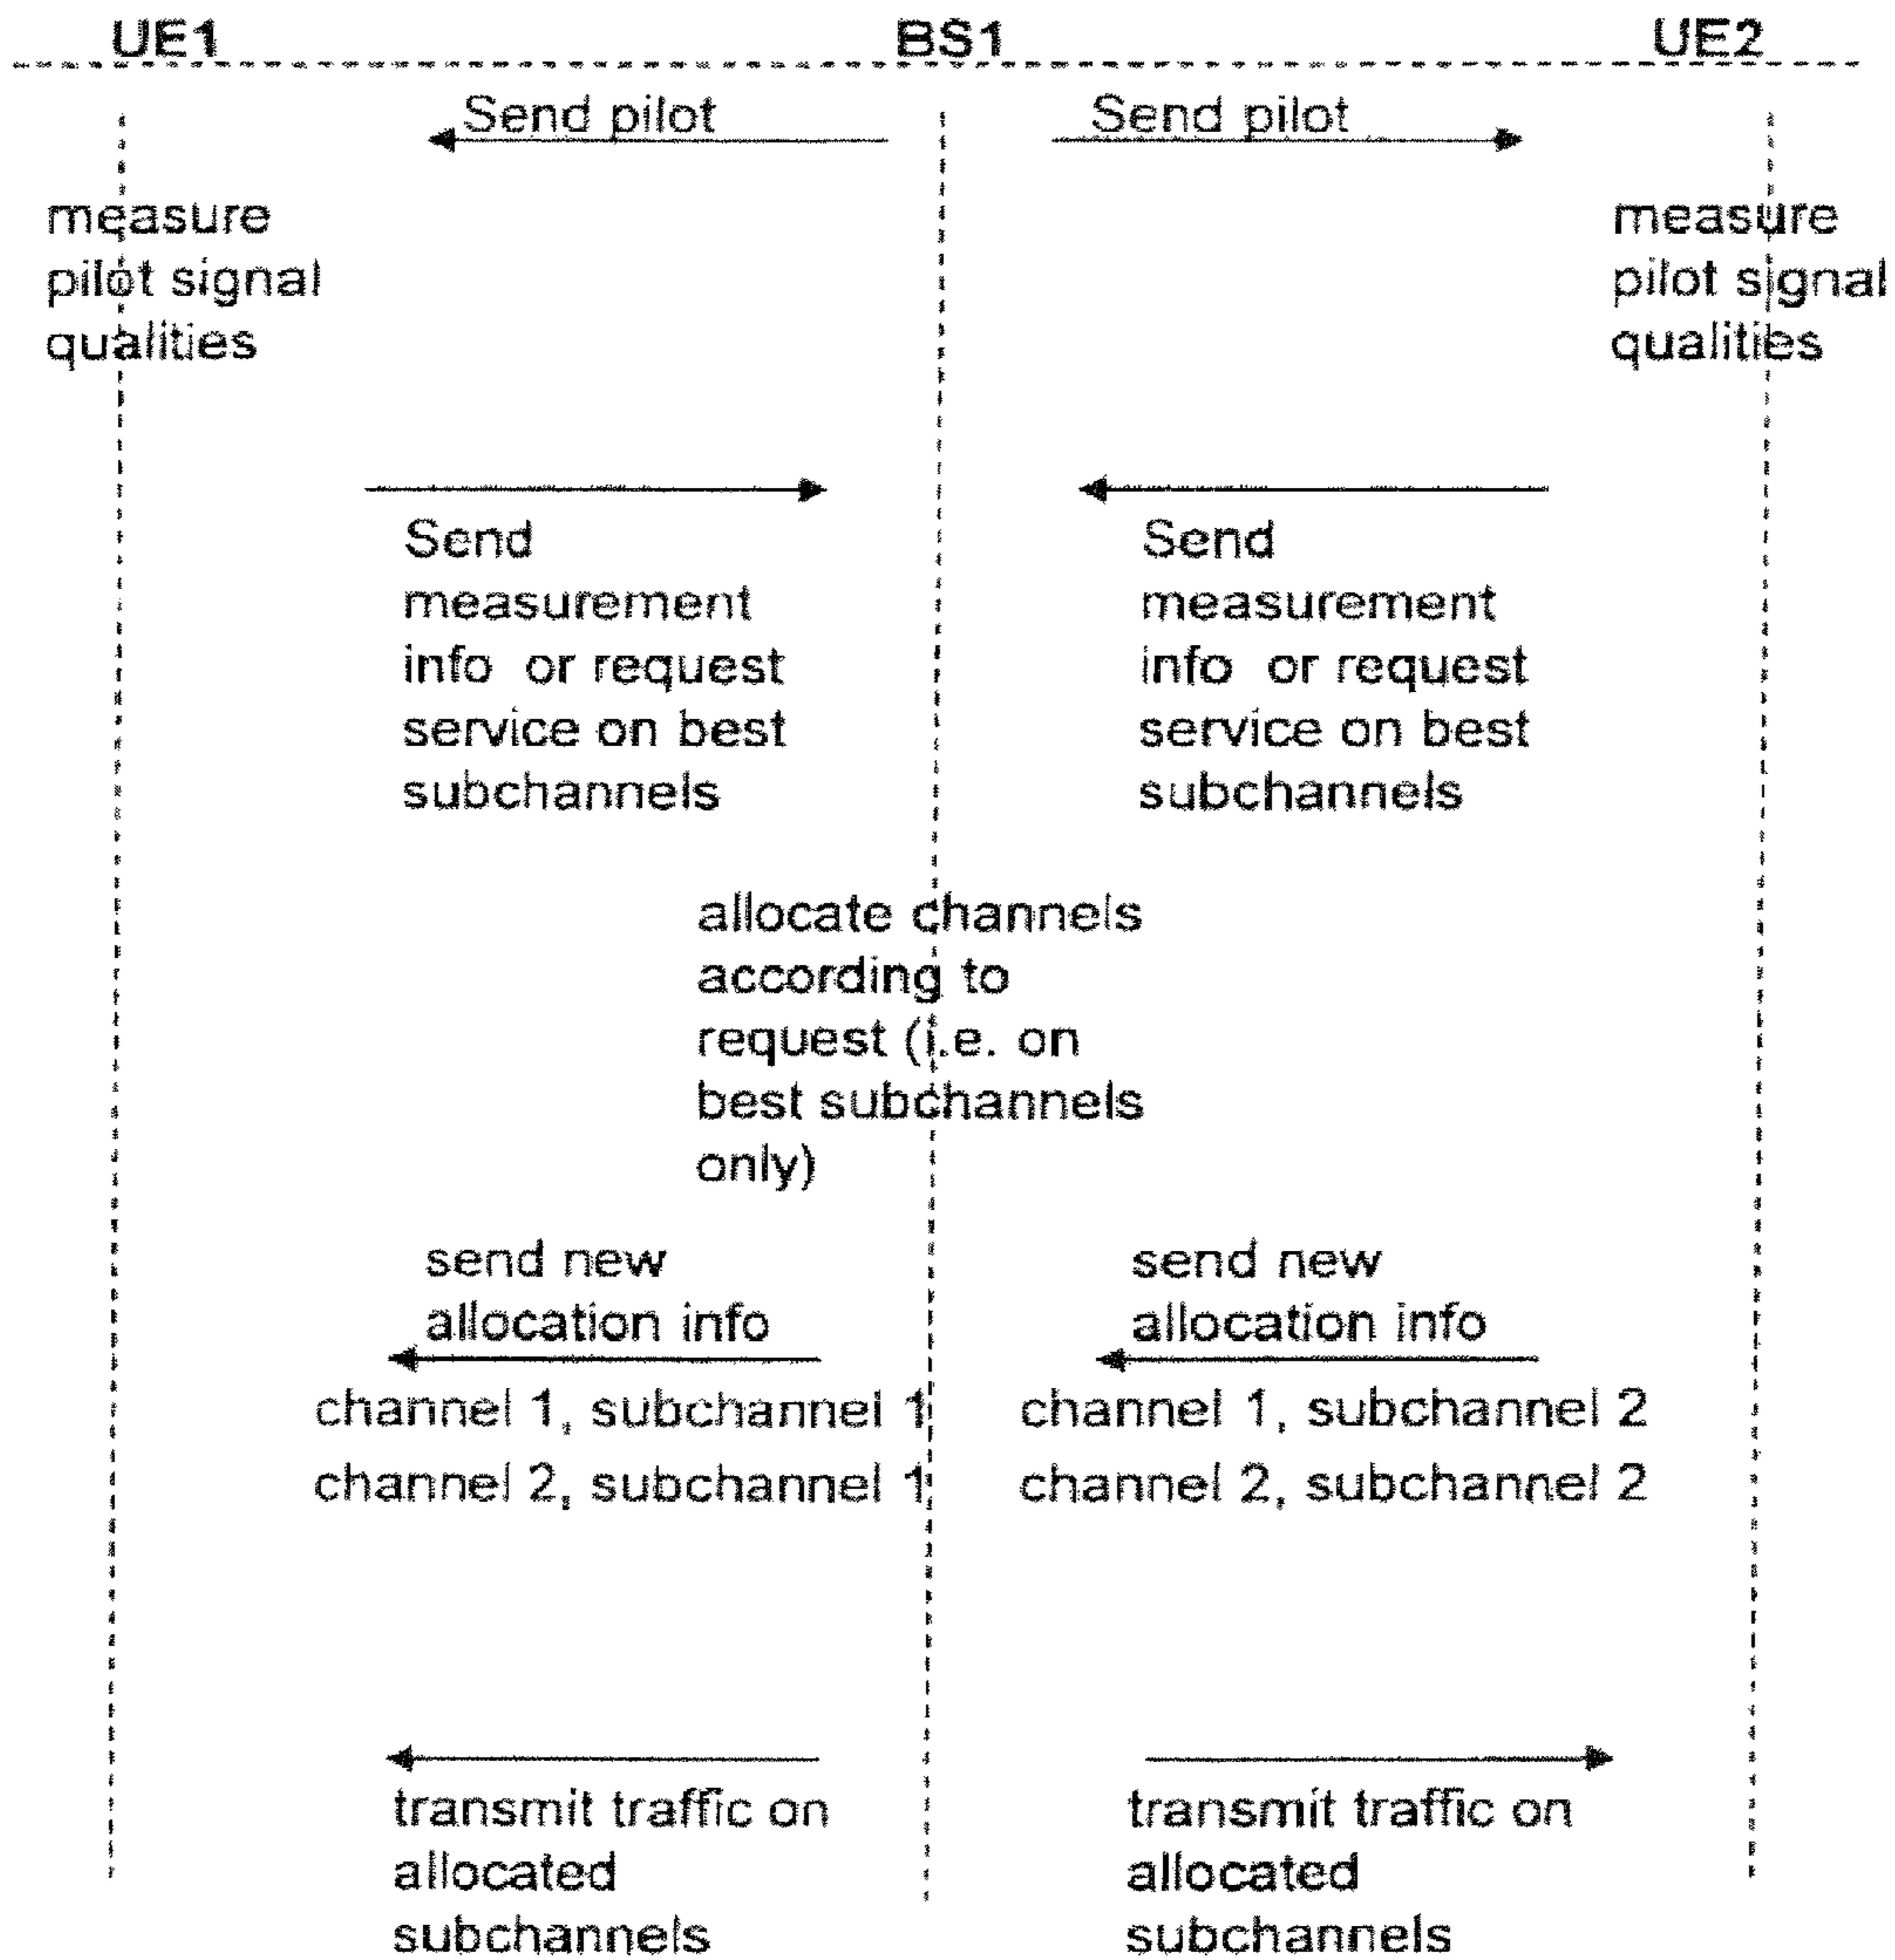 UE1 BS1 UE2
Send pilot Send pilot
measure
pilot signal
qualities
measure
pilot signal
qualities
Send
measurement
info or request
service on best
subchannels
Send
measurement
info or request
service on best
subchannels
allocate channels
according to
request (i.e. on
best subchannels
only)
send new
allocation info
channel 1, subchannel 1
channel 2, subchannel 1
send new
allocation info
channel 1, subchannel 2
channel 2, subchannel 2
transmit traffic on
allocated
subchannels
transmit traffic on
allocated
subchannels